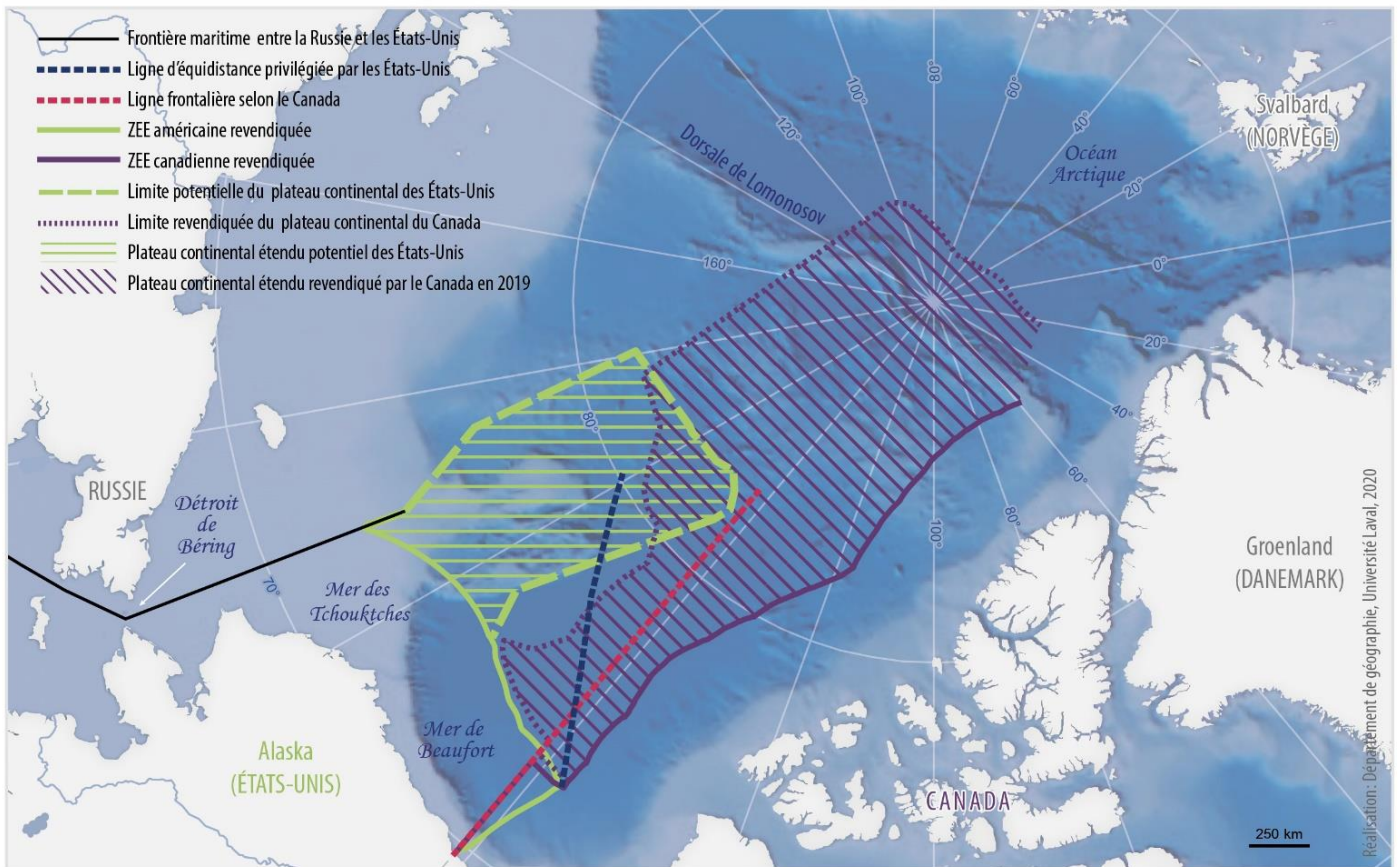 Frontière maritime entre la Russie et les États-Unis
Ligne d'équidistance privilégiée par les États-Unis
Ligne frontalière selon le Canada
ZEE américaine revendiquée
ZEE canadienne revendiquée
Limite potentielle du plateau continental des États-Unis
Limite revendiquée du plateau continental du Canada
Plateau continental étendu potentiel des États-Unis
Plateau continental étendu revendiqué par le Canada en 2019
100°
80°
60°
120°
40°
Svalbard
(NORVÈGE)
Dorsale de Lomonosov
Océan
Arctique
20°
160°
0°
20°
40°
80°
60°
80°
100°
RUSSIE
Détroit
de
Béring
70°
Mer des
Tchouktches
Groenland
(DANEMARK)
Mer de
Beaufort
Alaska
(ÉTATS-UNIS)
CANADA
250 km
Réalisation: Département de géographie, Université Laval, 2020